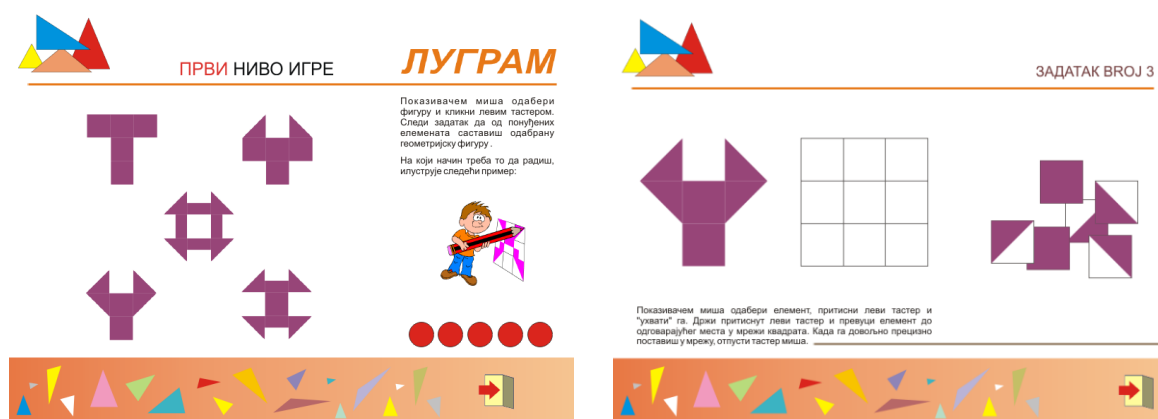 ПРВИ НИВО ИГРЕ
ЛУГРАМ
Показивачем миша одабери
фигуру и кликни левим тастером.
Следи задатак да од понуђених
елемената саставиш одабрану
геометријску фигуру .
На који начин треба то да радиш,
илуструје следећи пример:
ЗАДАТАК BROJ 3
Показивачем миша одабери елемент, притисни леви тастер и
"ухвати" га. Држи притиснут леви тастер и превуци елемент до
одговарајућег места у мрежи квадрата. Када га довољно прецизно
поставиш у мрежу, отпусти тастер миша.